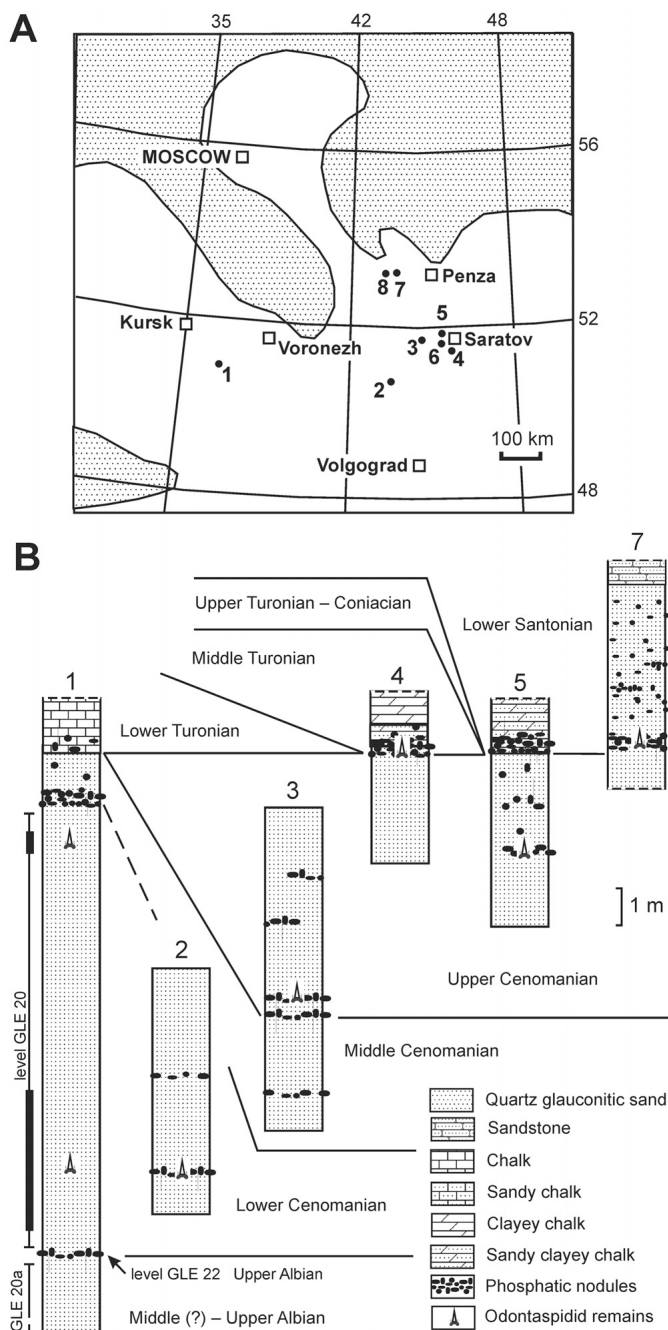 A
35 42 48
56
MOSCOW
Penza
8 7
5
52
Kursk
Voronezh
3 6 4 Saratov
1
2
100 km
Volgograd
48
B
7
Upper Turonian – Coniacian
Lower Santonian
Middle Turonian
1
4
5
Lower Turonian
3
1 m
2
Upper Cenomanian
level GLE 20
Middle Cenomanian
Quartz glauconitic sand
Sandstone
Chalk
Sandy chalk
Lower Cenomanian
Clayey chalk
Sandy clayey chalk
level GLE 22 Upper Albian
Phosphatic nodules
GLE 20a
Middle (?) – Upper Albian
Odontaspidid remains